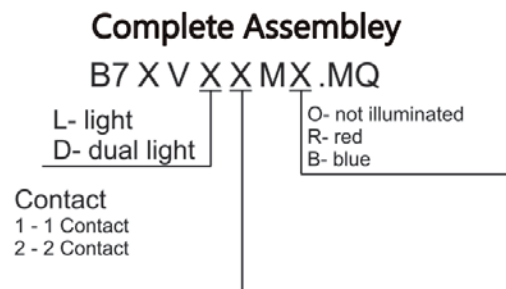 Complete Assembley
B7 X V X X M X .MQ
L- light
D- dual light
O- not illuminated
R- red
B- blue
Contact
1 - 1 Contact
2 - 2 Contact